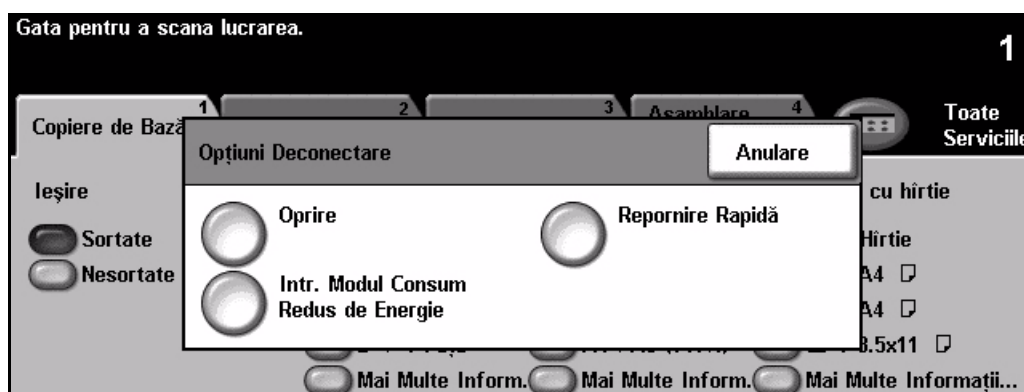 Gata pentru a scana lucrarea.
1
1 2 3 Asamblare 4
Copiere de Bază
Toate
Serviciile
Opțiuni Deconectare
Anulare
Ieșire
cu hîrtie
Oprire
Repornire Rapidă
Sortate
Hîrtie
Nesortate
A4
Intr. Modul Consum
Redus de Energie
A4
8.5x11
Mai Multe Inform. Mai Multe Inform. Mai Multe Informații...